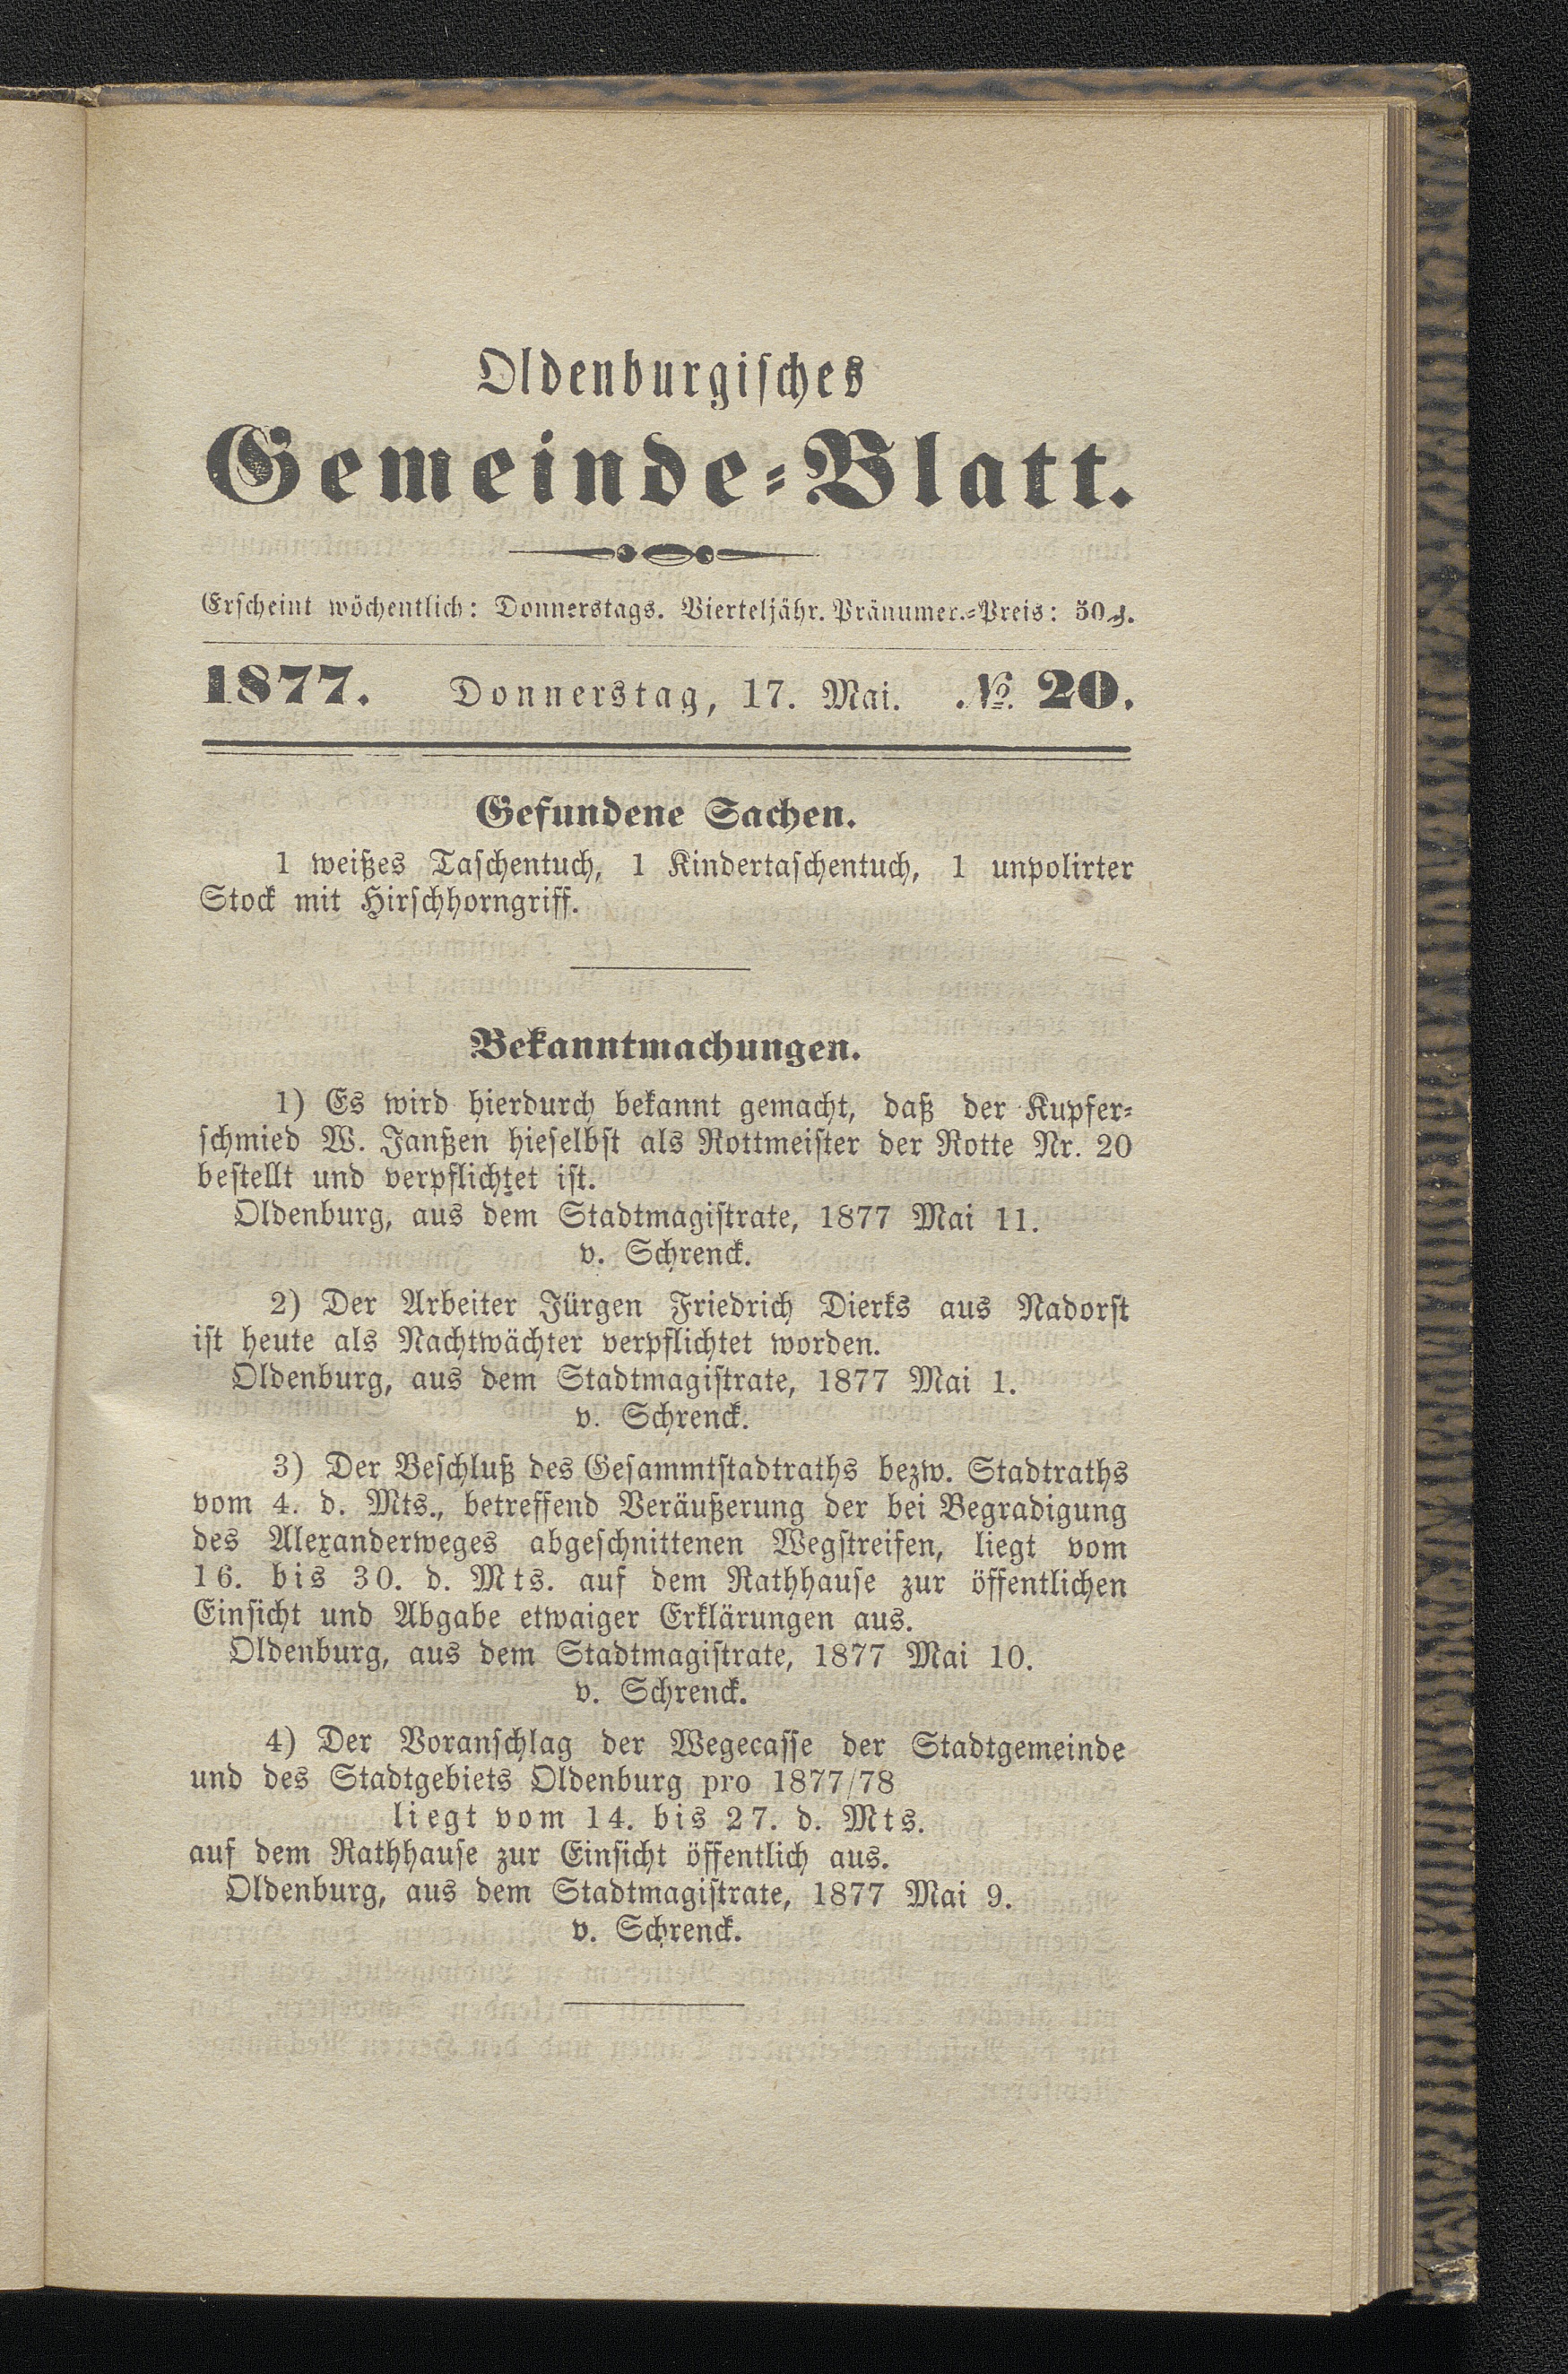 Oldenburgisches
Gemeinde-Blatt.
Erscheint wöchentlich: Donnerstags. Vierteljähr. Pränumer.-Preis: 50 ₰.
1877. Donnerstag, 17. Mai. № 20.
Gefundene Sachen.
1 weißes Taschentuch, 1 Kindertaschentuch, 1 unpolirter
Stock mit Hirschhorngriff.
Bekanntmachungen.
1) Es wird hierdurch bekannt gemacht, daß der Kupfer-
schmied W. Janßen hieselbst als Rottmeister der Rotte Nr. 20
bestellt und verpflichtet ist.
Oldenburg, aus dem Stadtmagistrate, 1877 Mai 11.
v. Schrenck.
2) Der Arbeiter Jürgen Friedrich Dierks aus Nadorst
ist heute als Nachtwächter verpflichtet worden.
Oldenburg, aus dem Stadtmagistrate, 1877 Mai 1.
v. Schrenck.
3) Der Beschluß des Gesammtstadtraths bezw. Stadtraths
vom 4. d. Mts., betreffend Veräußerung der bei Begradigung
des Alexanderweges abgeschnittenen Wegstreifen, liegt vom
16. bis 30. d. Mts. auf dem Rathhause zur öffentlichen
Einsicht und Abgabe etwaiger Erklärungen aus.
Oldenburg, aus dem Stadtmagistrate, 1877 Mai 10.
v. Schrenck.
4) Der Voranschlag der Wegecasse der Stadtgemeinde
und des Stadtgebiets Oldenburg pro 1877/78
liegt vom 14. bis 27. d. Mts.
auf dem Rathhause zur Einsicht öffentlich aus.
Oldenburg, aus dem Stadtmagistrate, 1877 Mai 9.
v. Schrenck.